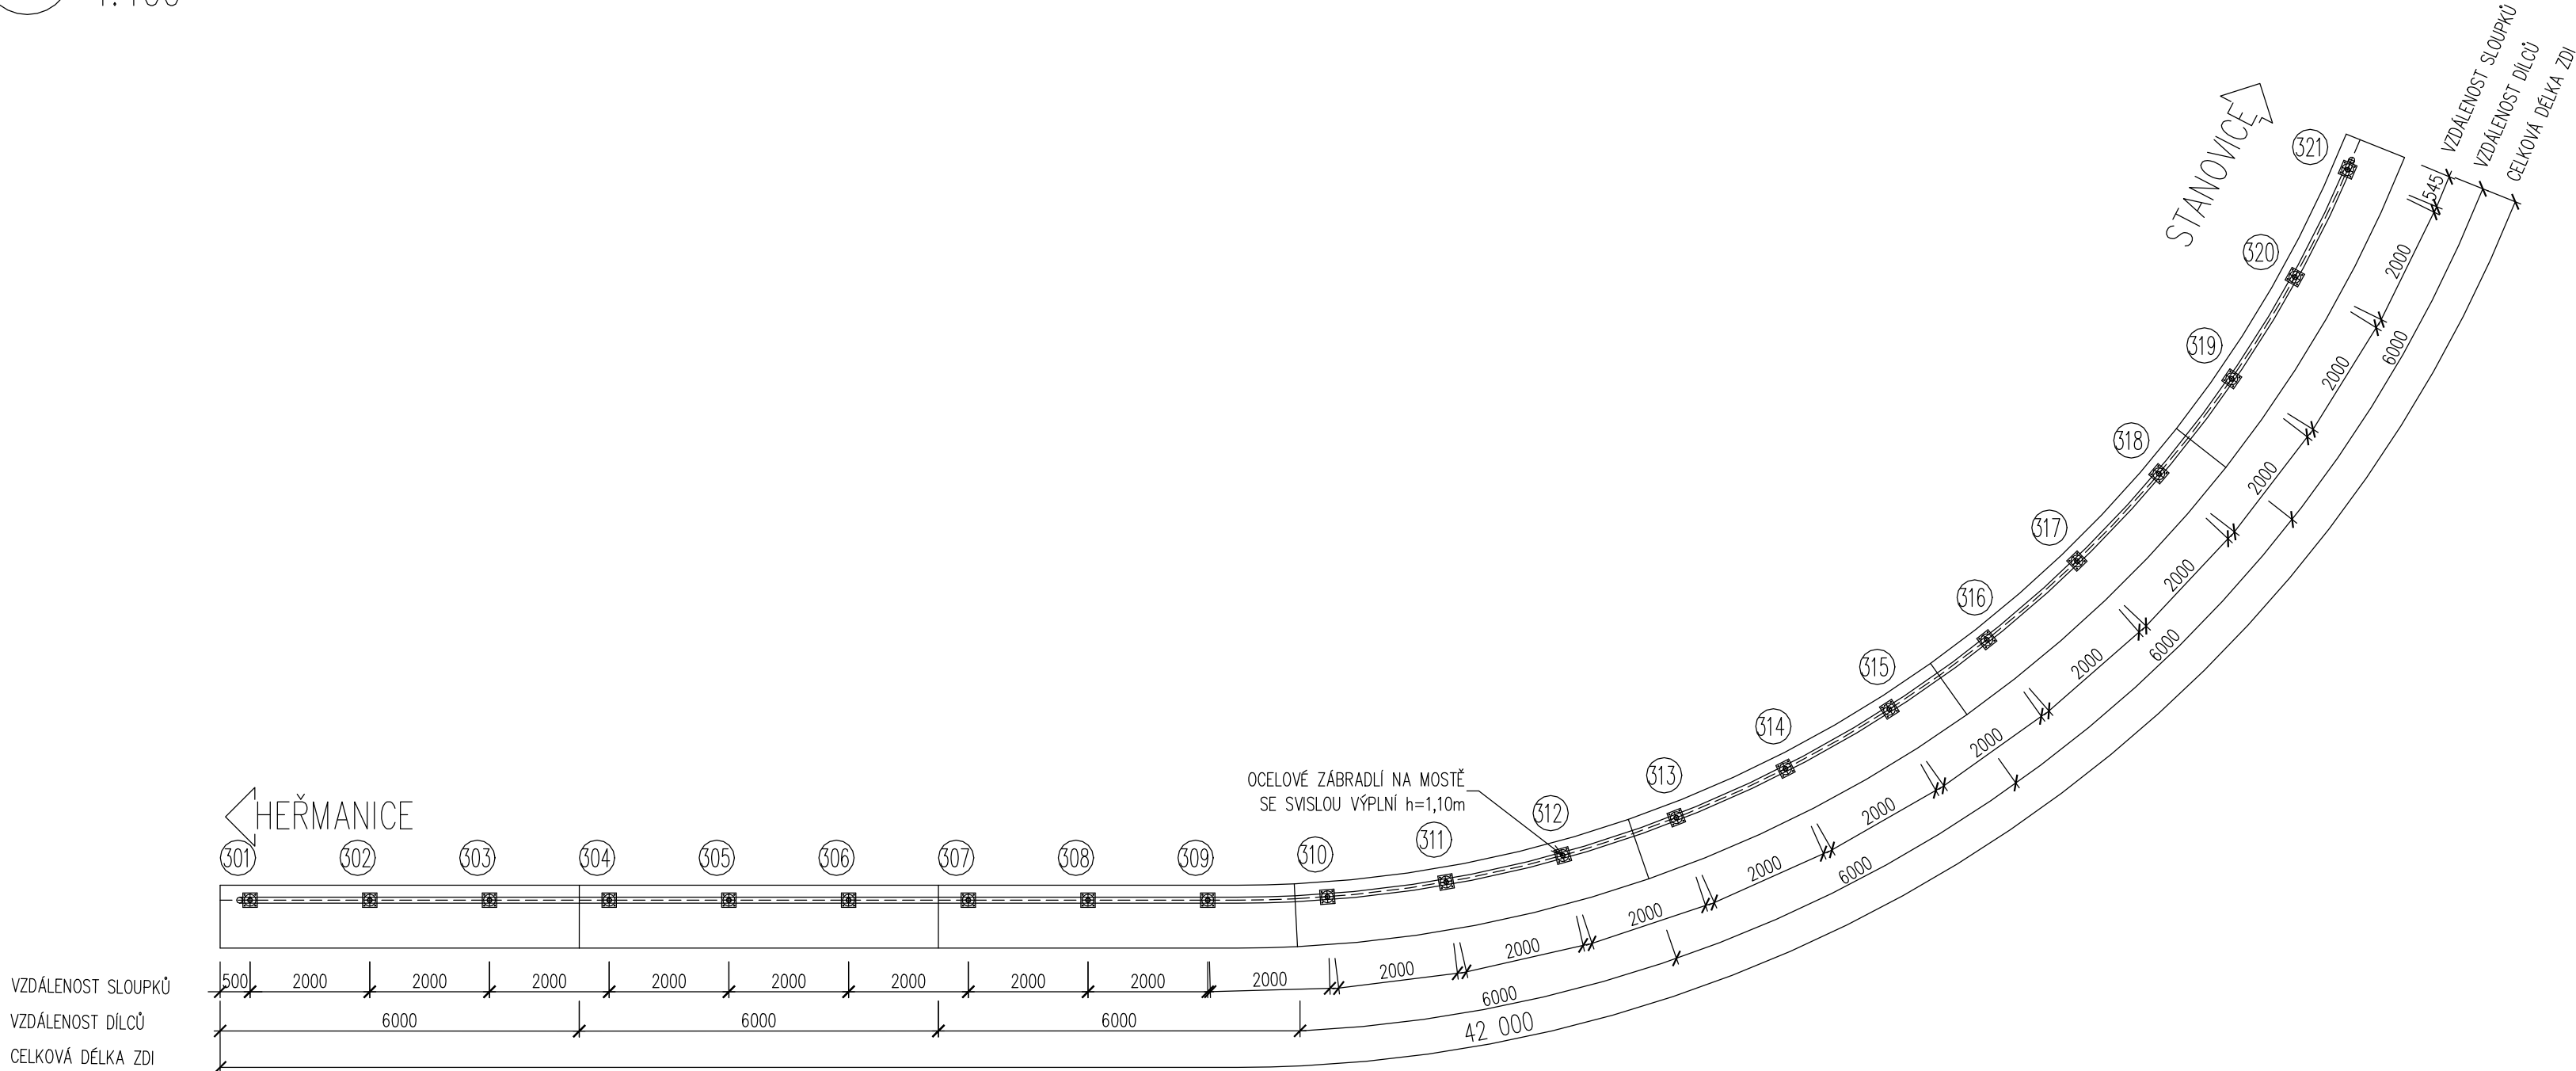 STANOVICE
VZDÁLENOST SLOUPKŮ
VZDÁLENOST DÍLCŮ
CELKOVÁ DÉLKA ZDI
321
320
319
318
317
316
315
314
313
312
311
310
OCELOVÉ ZÁBRADLÍ NA MOSTĚ
SE SVISLOU VÝPLNÍ h=1,10m
HEŘMANICE
301 302 303 304 305 306 307 308 309
545
2000
2000
2000
2000
2000
2000
2000
2000
2000
2000
2000
2000
6000
6000
6000
6000
VZDÁLENOST SLOUPKŮ 500 2000 2000 2000 2000 2000 2000 2000 2000
VZDÁLENOST DÍLCŮ 6000 6000 6000
CELKOVÁ DÉLKA ZDI 42 000